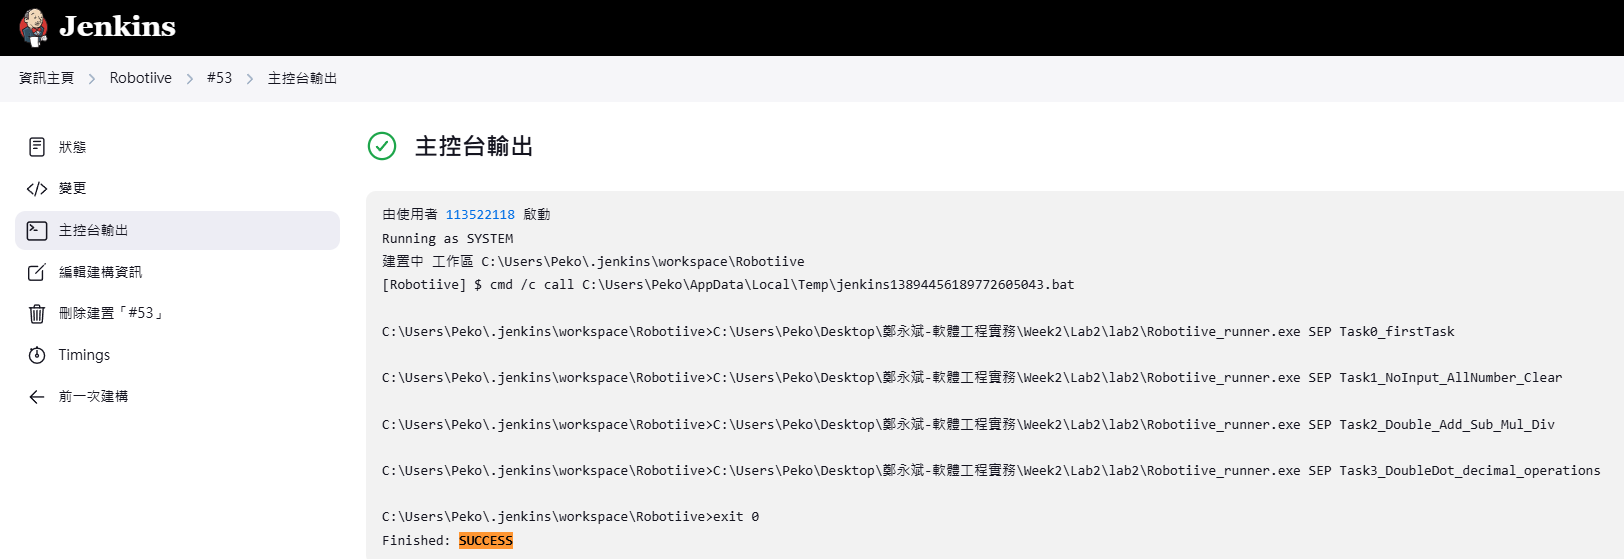 Jenkins
資訊主頁 > Robotiive > #53 > 主控台輸出
狀態
變更
主控台輸出
編輯建構資訊
刪除建置「#53」
Timings
前一次建構
主控台輸出
由使用者 113522118 啟動
Running as SYSTEM
建置中 工作區 C:\Users\Peko\.jenkins\workspace\Robotiive
[Robotiive] $ cmd /c call C:\Users\Peko\AppData\Local\Temp\jenkins13894456189772605043.bat
C:\Users\Peko\.jenkins\workspace\Robotiive>C:\Users\Peko\Desktop\鄭永斌-軟體工程實務\Week2\Lab2\lab2\Robotiive_runner.exe SEP Task0_firstTask
C:\Users\Peko\.jenkins\workspace\Robotiive>C:\Users\Peko\Desktop\鄭永斌-軟體工程實務\Week2\Lab2\lab2\Robotiive_runner.exe SEP Task1_NoInput_AllNumber_Clear
C:\Users\Peko\.jenkins\workspace\Robotiive>C:\Users\Peko\Desktop\鄭永斌-軟體工程實務\Week2\Lab2\lab2\Robotiive_runner.exe SEP Task2_Double_Add_Sub_Mul_Div
C:\Users\Peko\.jenkins\workspace\Robotiive>C:\Users\Peko\Desktop\鄭永斌-軟體工程實務\Week2\Lab2\lab2\Robotiive_runner.exe SEP Task3_DoubleDot_decimal_operations
C:\Users\Peko\.jenkins\workspace\Robotiive>exit 0
Finished: SUCCESS